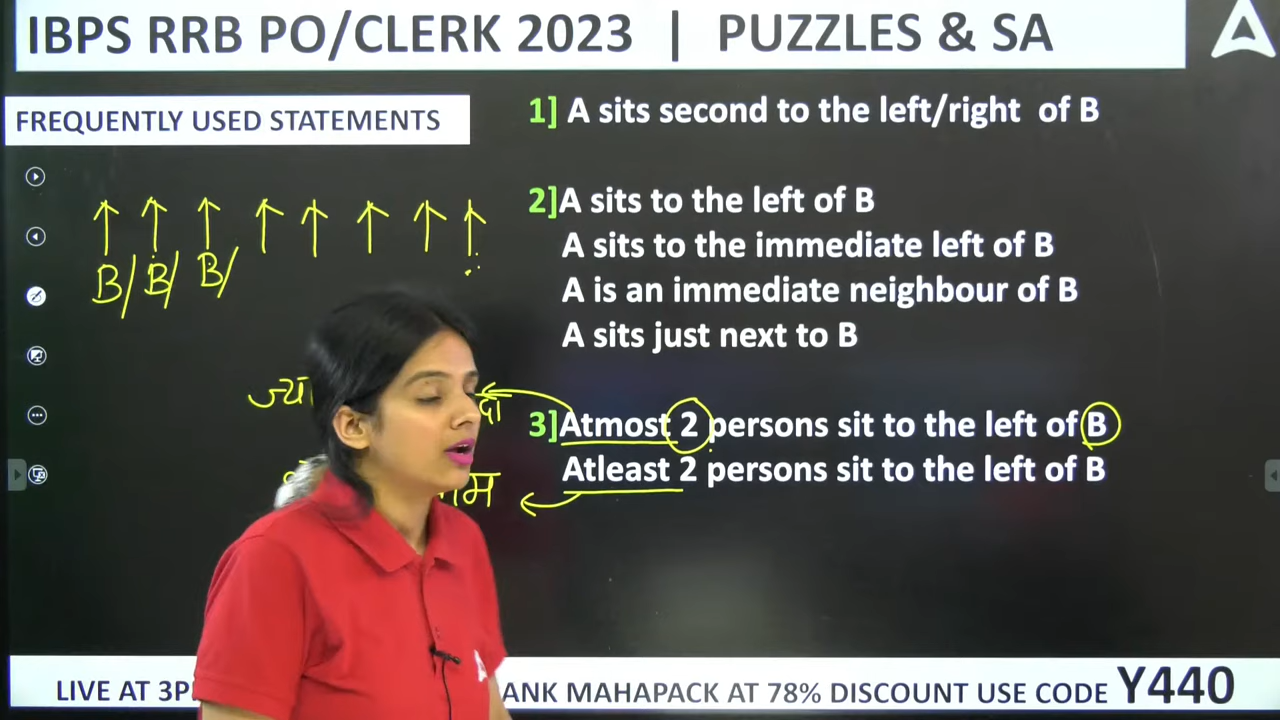 IBPS RRB PO/CLERK 2023 | PUZZLES & SA
FREQUENTLY USED STATEMENTS
1] A sits second to the left/right of B
2]A sits to the left of B
A sits to the immediate left of B
A is an immediate neighbour of B
A sits just next to B
B/ B/ B/
3]Atmost 2 persons sit to the left of B
Atleast 2 persons sit to the left of B
LIVE AT 3P
ANK MAHAPACK AT 78% DISCOUNT USE CODE Y440